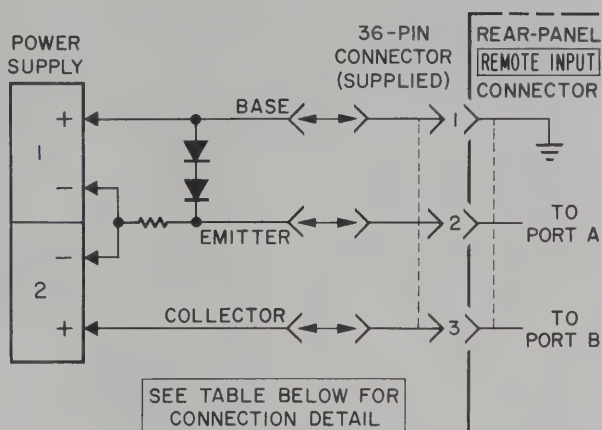 POWER
SUPPLY
36-PIN
CONNECTOR
(SUPPLIED)
REAR-PANEL
REMOTE INPUT
CONNECTOR
+
1
−
−
2
+
BASE
1
EMITTER
2
TO
PORT A
COLLECTOR
3
TO
PORT B
SEE TABLE BELOW FOR
CONNECTION DETAIL